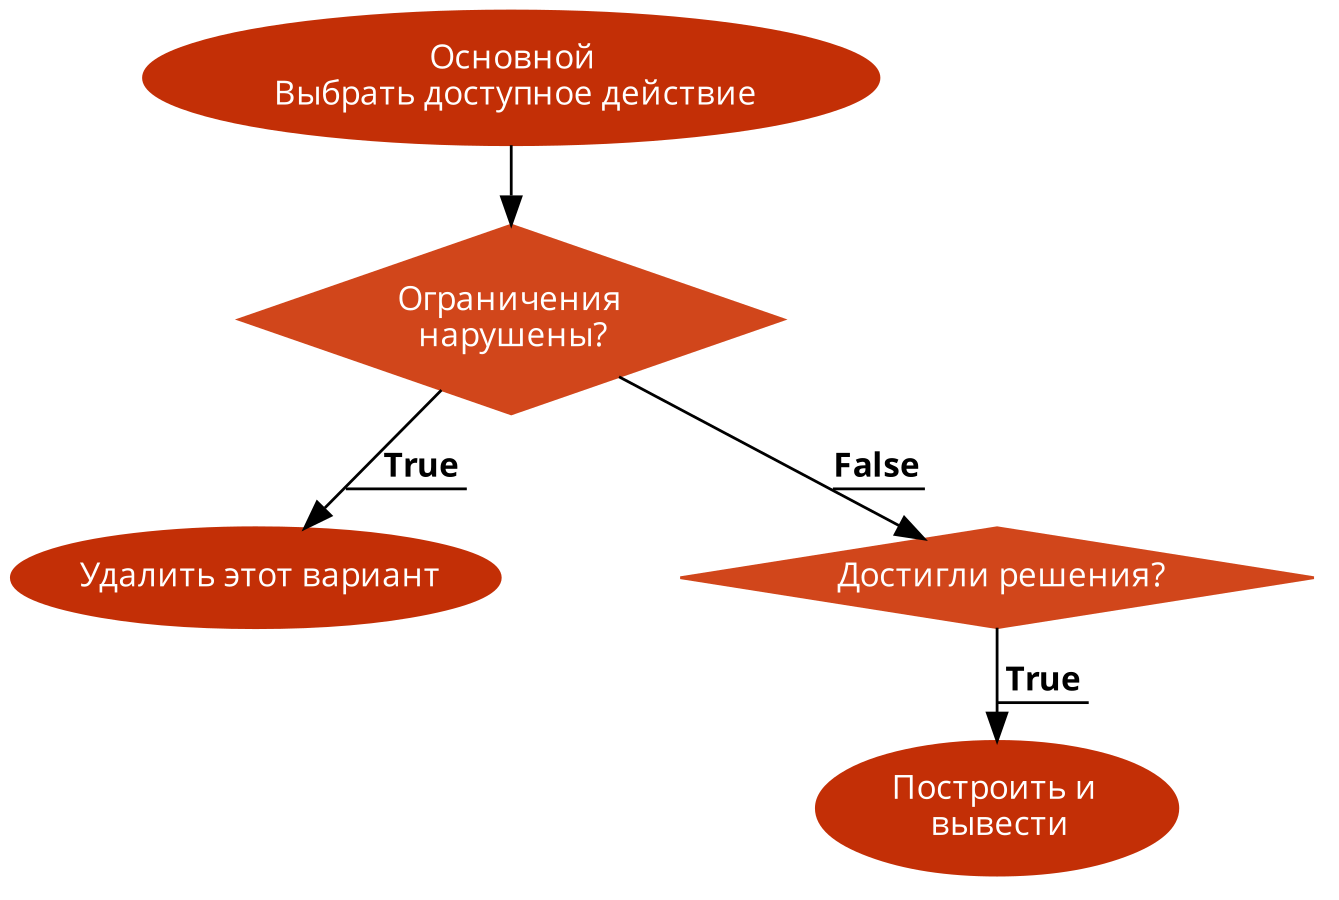 Основной
Выбрать доступное действие
Ограничения
нарушены?
True
False
Удалить этот вариант
Достигли решения?
True
Построить и
вывести